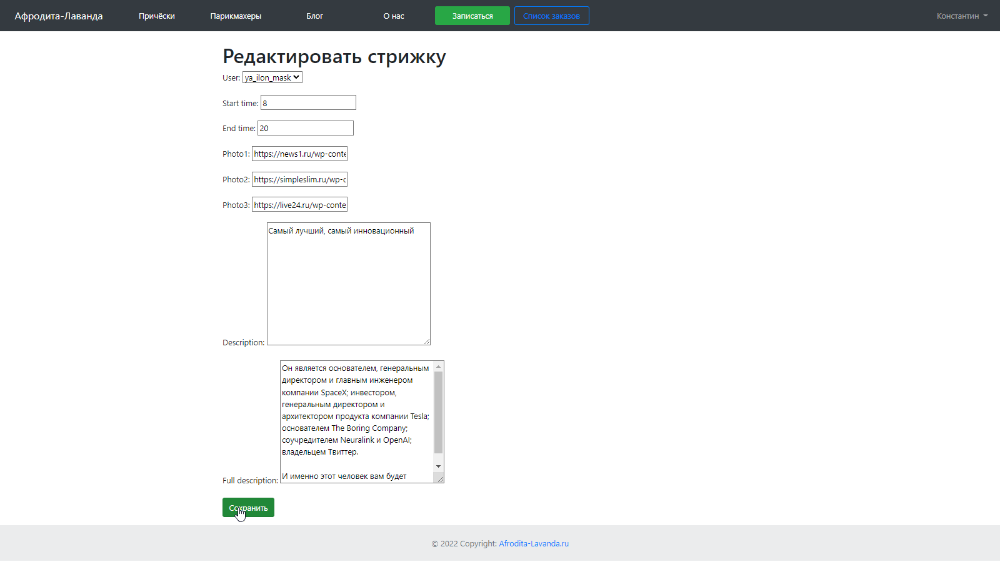 Афродита-Лаванда Причёски Парикмахеры Блог О нас Записаться Список заказов Константин
Редактировать стрижку
User: ya_ilon_mask
Start time: 8
End time: 20
Photo1: https://news1.ru/wp-conte
Photo2: https://simpleslim.ru/wp-c
Photo3: https://live24.ru/wp-conte
Самый лучший, самый инновационный
Description:
Он является основателем, генеральным
директором и главным инженером
компании SpaceX; инвестором,
генеральным директором и
архитектором продукта компании Tesla;
основателем The Boring Company;
соучредителем Neuralink и OpenAI;
владельцем Твиттер.
И именно этот человек вам будет
Full description:
Сохранить
© 2022 Copyright: Afrodita-Lavanda.ru